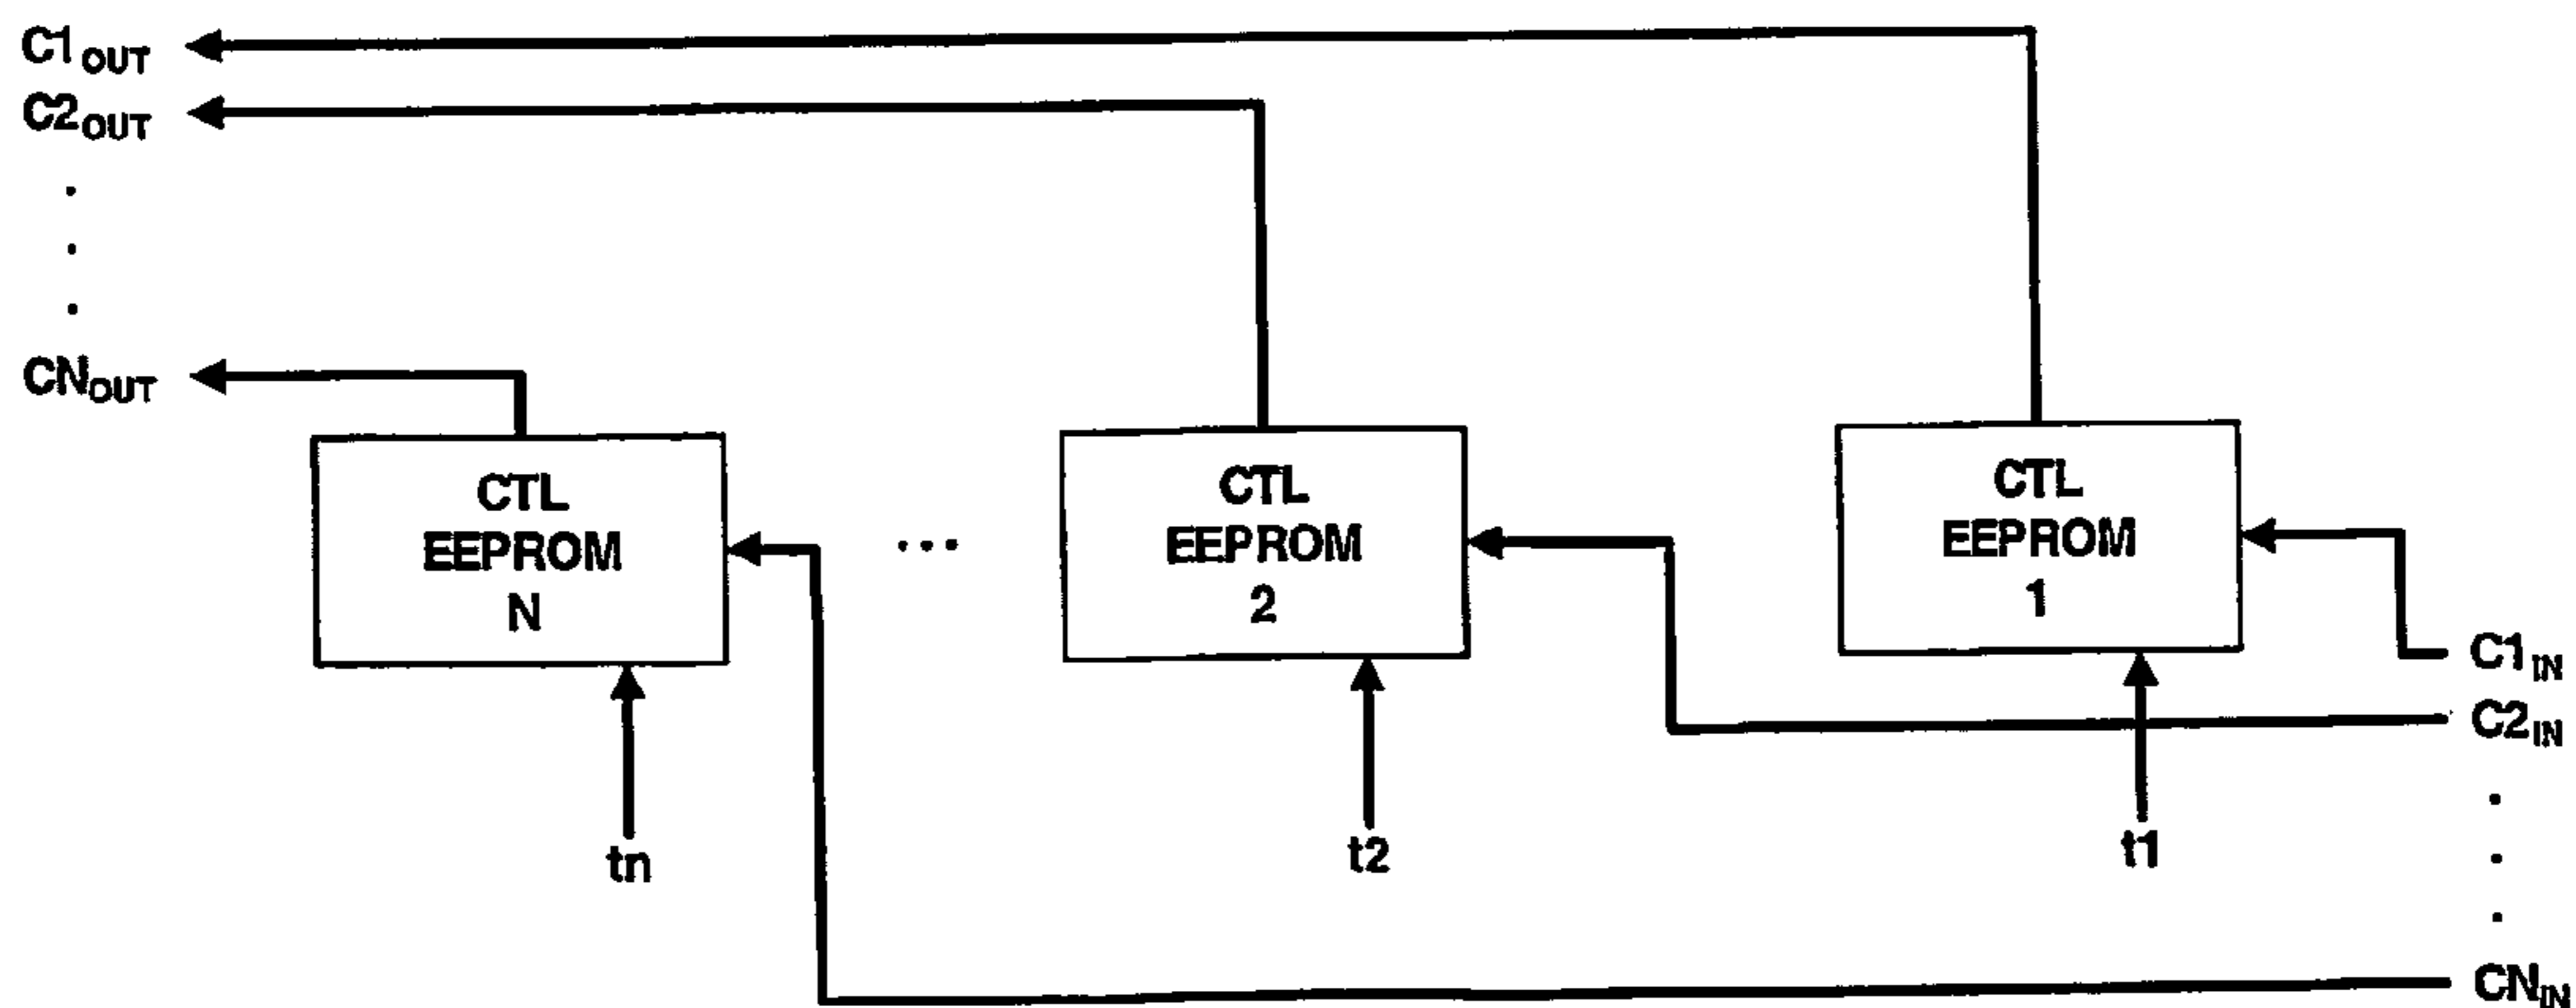 C1OUT
C2OUT
.
.
.
CNOUT
CTL
EEPROM
N
...
CTL
EEPROM
2
CTL
EEPROM
1
C1IN
C2IN
.
.
.
CNIN
tn
t2
t1